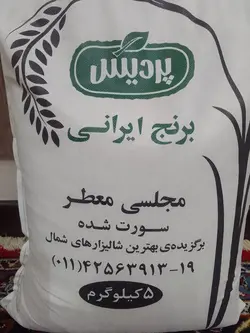 پردیس
برنج ایرانی
مجلسی معطر
سورت شده
برگزیده‌ی بهترین شالیزارهای شمال
(۰۱۱) ۴۲۵۶۳۹۱۳-۱۹
۵ کیلوگرم